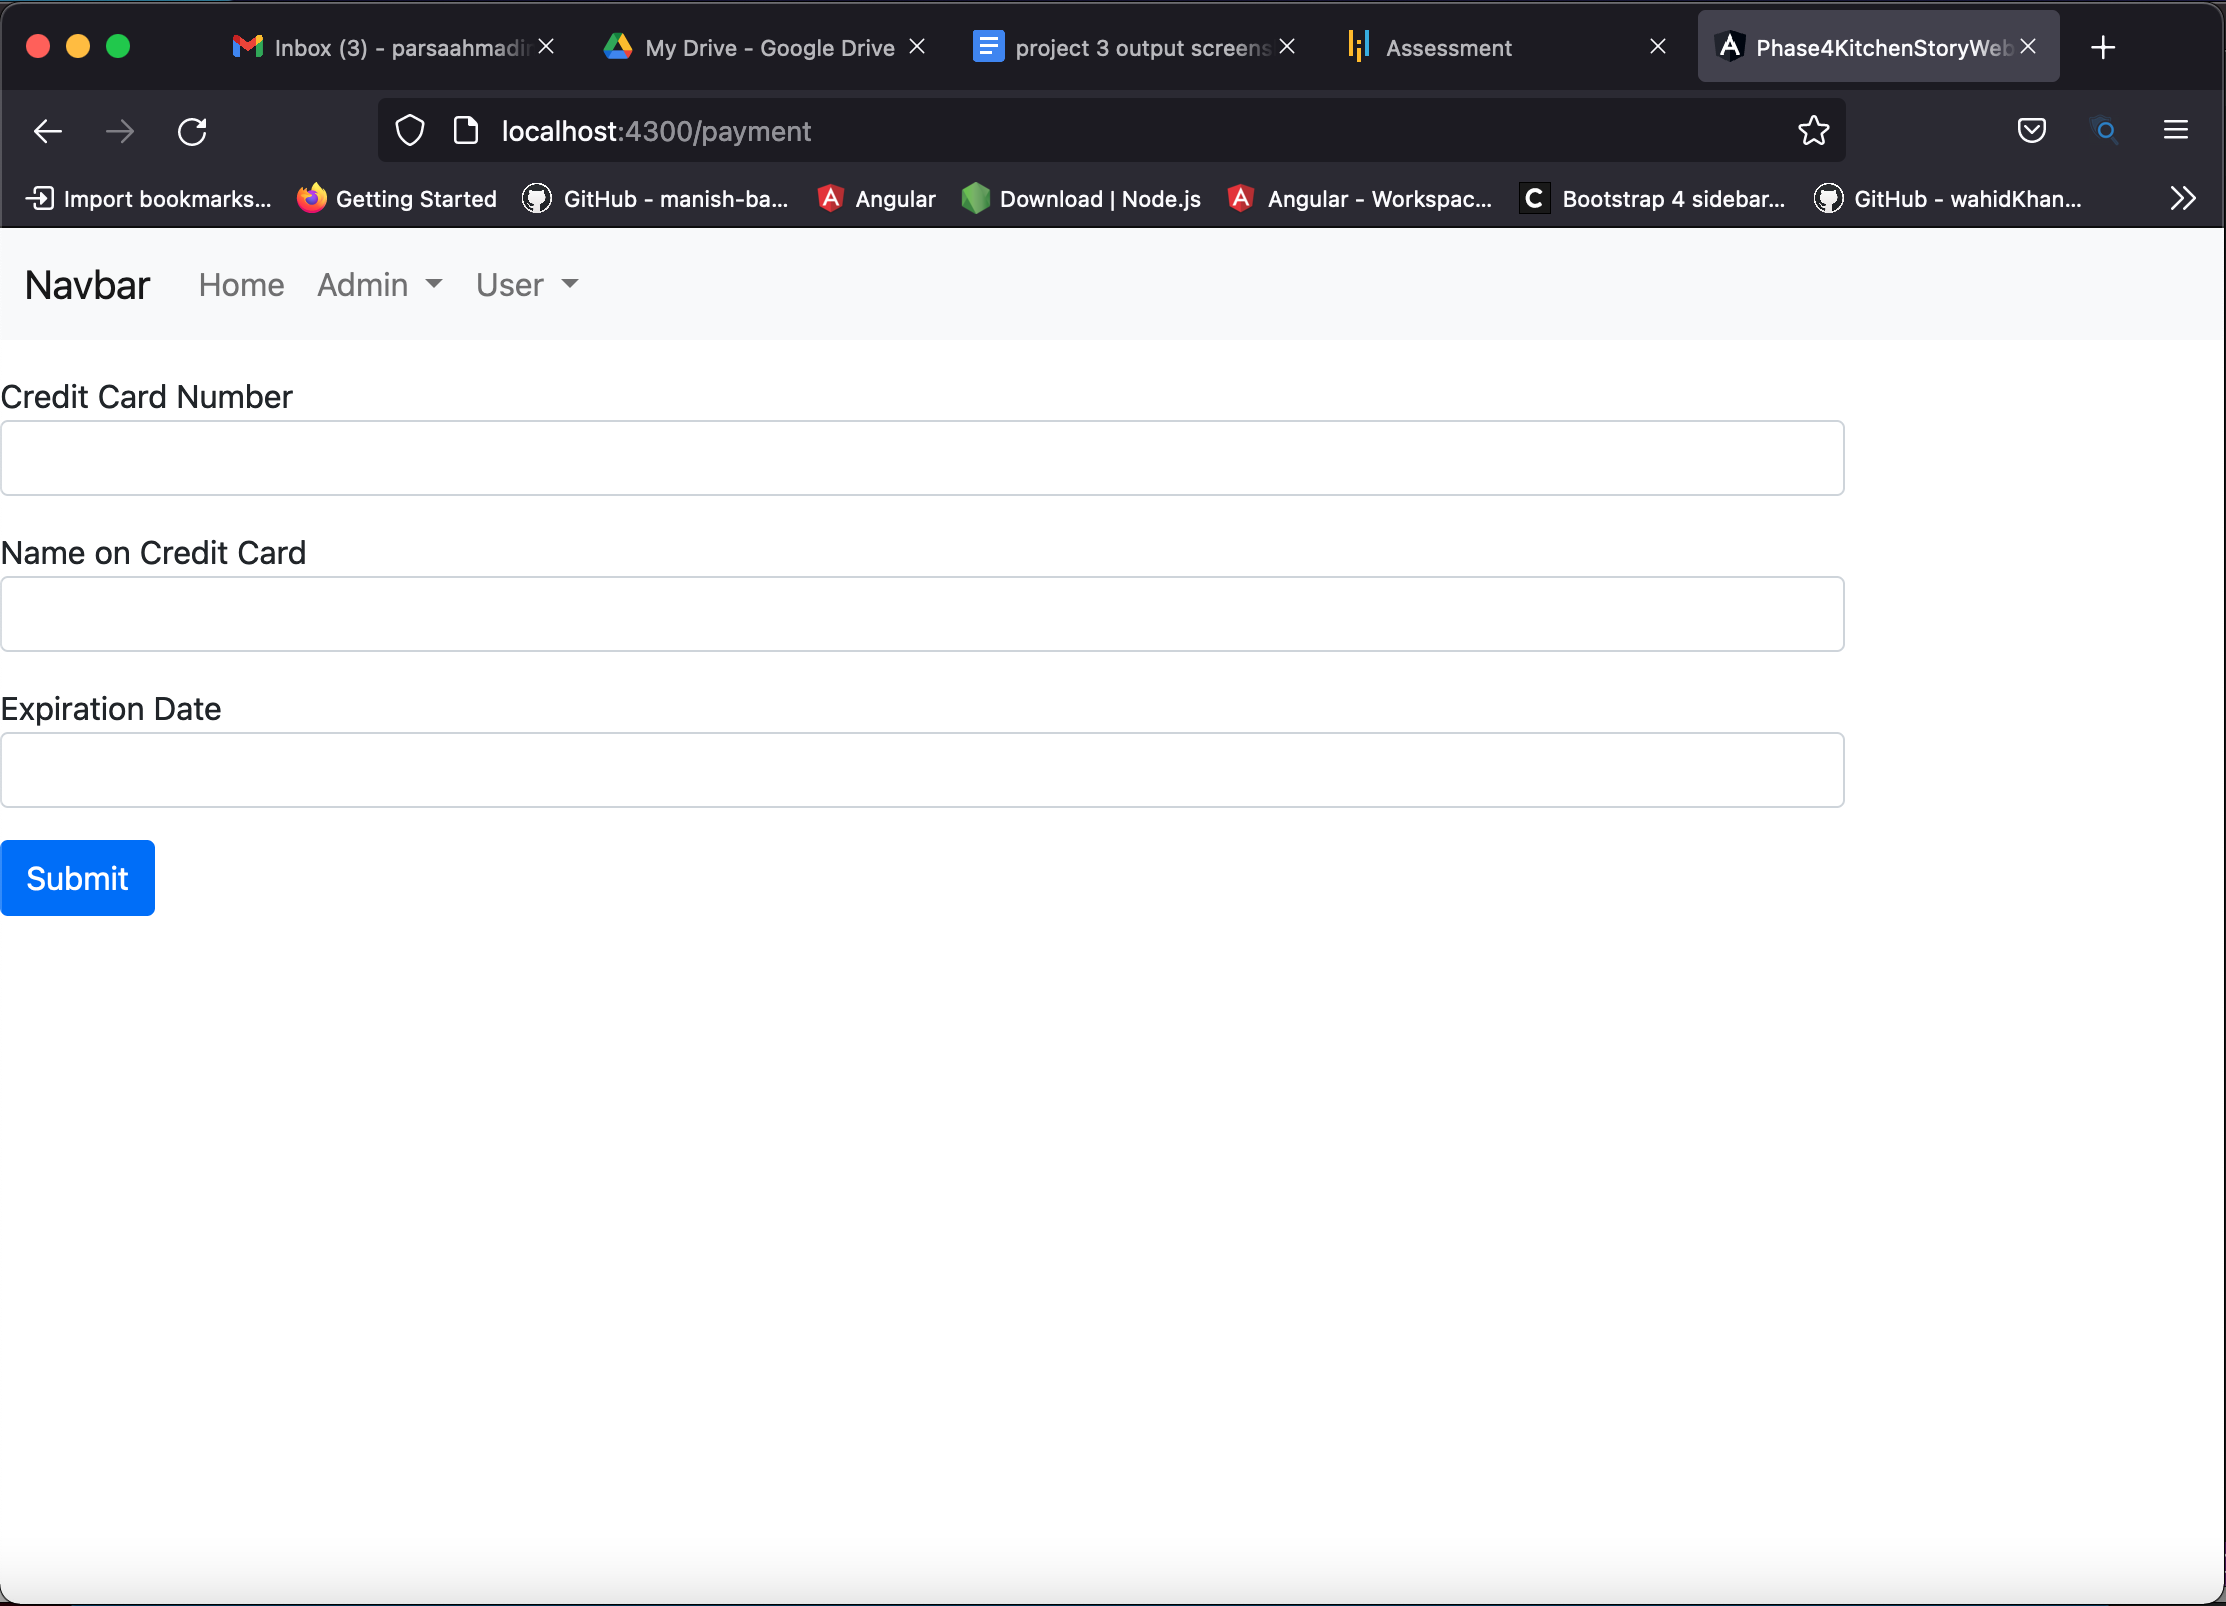 Inbox (3) - parsaahmadir
My Drive - Google Drive
project 3 output screens
Assessment
Phase4KitchenStoryWeb
localhost:4300/payment
Import bookmarks...
Getting Started
GitHub - manish-ba...
Angular
Download | Node.js
Angular - Workspac...
C
Bootstrap 4 sidebar...
GitHub - wahidKhan...
Navbar
Home
Admin
User
Credit Card Number
Name on Credit Card
Expiration Date
Submit